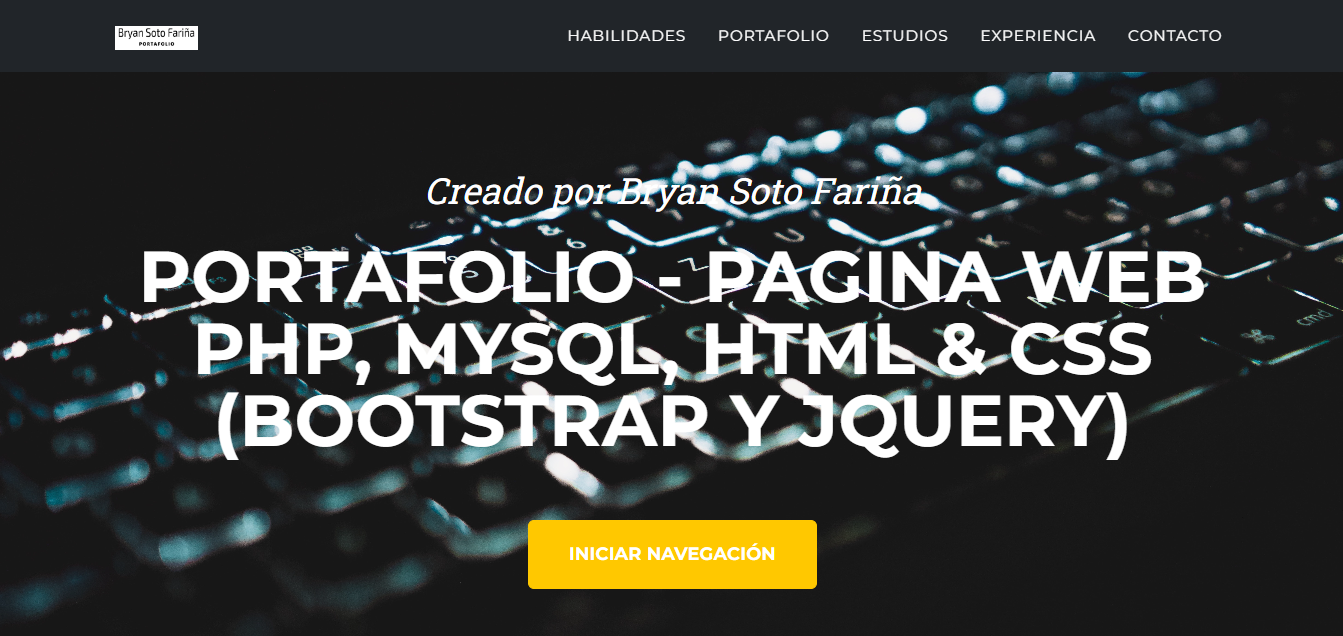 Bryan Soto Fariña
PORTAFOLIO
HABILIDADES PORTAFOLIO ESTUDIOS EXPERIENCIA CONTACTO
Creado por Bryan Soto Fariña
PORTAFOLIO - PAGINA WEB
PHP, MYSQL, HTML & CSS
(BOOTSTRAP Y JQUERY)
INICIAR NAVEGACIÓN
cmd